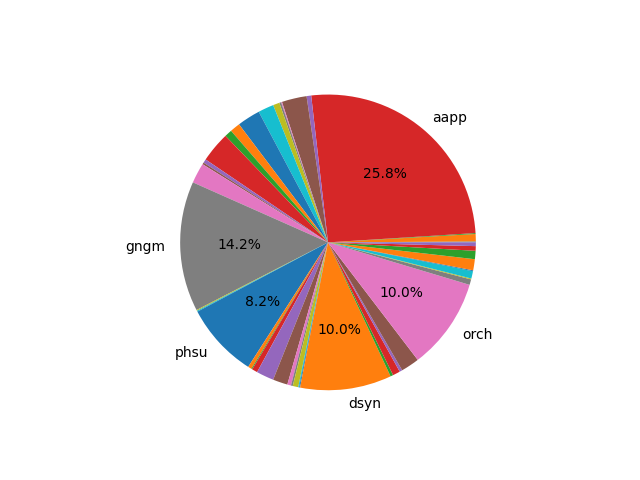 aapp
25.8%
gngm
14.2%
phsu
8.2%
dsyn
10.0%
orch
10.0%